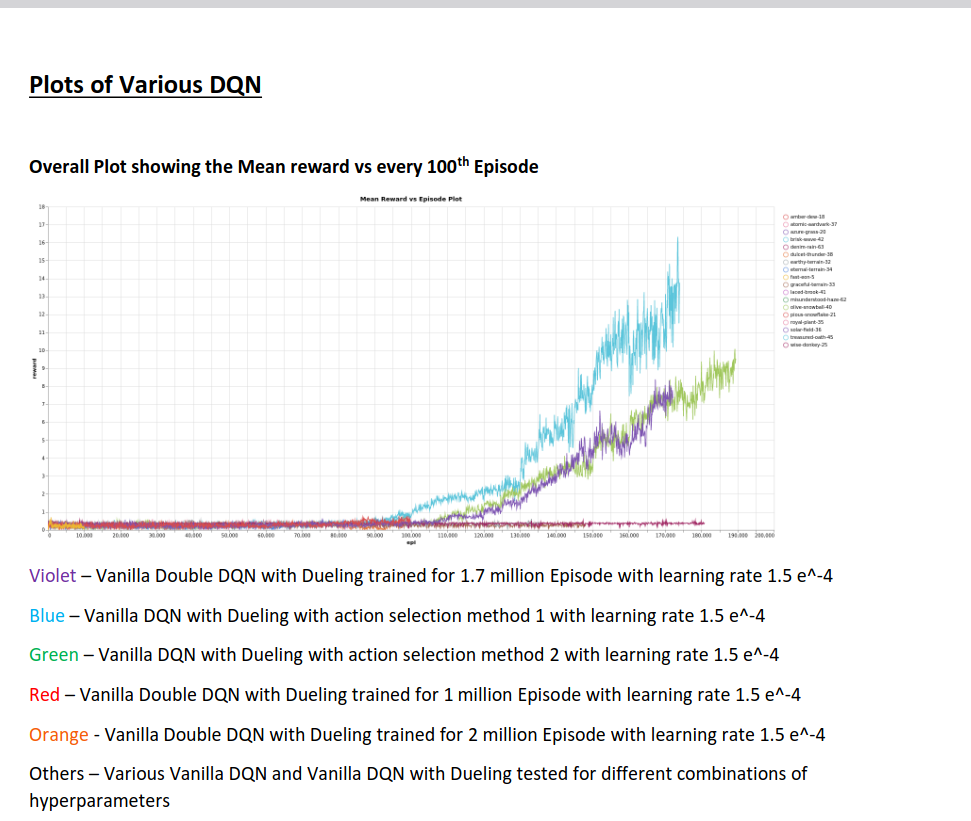 Plots of Various DQN
Overall Plot showing the Mean reward vs every 100th Episode
Mean Reward vs Episode Plot
18
17
16
15
14
13
12
11
10
9
8
7
6
5
4
3
2
1
0
reward
0 10,000 20,000 30,000 40,000 50,000 60,000 70,000 80,000 90,000 100,000 110,000 120,000 130,000 140,000 150,000 160,000 170,000 180,000 190,000 200,000
epi
amber-dew-18
atomic-aardvark-37
azure-grass-20
brisk-wave-42
denim-rain-63
dulcet-thunder-38
earthy-terrain-32
eternal-terrain-34
graceful-terrain-33
laced-brook-41
misunderstood-haze-62
olive-snowball-40
pious-snowflake-21
royal-plant-35
solar-field-36
treasured-oath-45
wise-donkey-25
Violet – Vanilla Double DQN with Dueling trained for 1.7 million Episode with learning rate 1.5 e^-4
Blue – Vanilla DQN with Dueling with action selection method 1 with learning rate 1.5 e^-4
Green – Vanilla DQN with Dueling with action selection method 2 with learning rate 1.5 e^-4
Red – Vanilla Double DQN with Dueling trained for 1 million Episode with learning rate 1.5 e^-4
Orange - Vanilla Double DQN with Dueling trained for 2 million Episode with learning rate 1.5 e^-4
Others – Various Vanilla DQN and Vanilla DQN with Dueling tested for different combinations of
hyperparameters